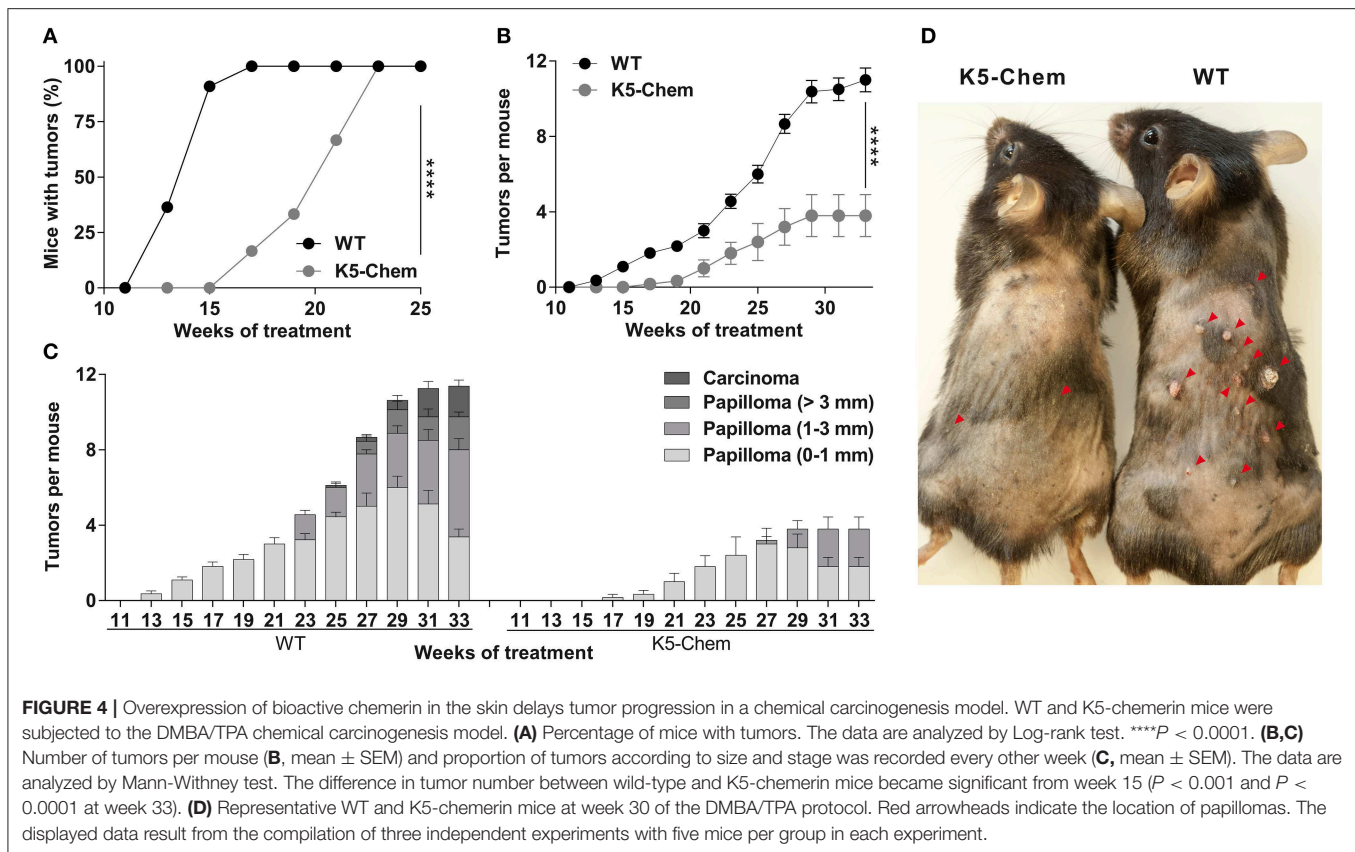 A
Mice with tumors (%)
100
75
50
25
0
10
15
20
25
Weeks of treatment
WT
K5-Chem
****
B
Tumors per mouse
12
8
4
0
10
15
20
25
30
Weeks of treatment
WT
K5-Chem
****
D
K5-Chem
WT
C
Tumors per mouse
12
8
4
0
Carcinoma
Papilloma (> 3 mm)
Papilloma (1-3 mm)
Papilloma (0-1 mm)
11 13 15 17 19 21 23 25 27 29 31 33
11 13 15 17 19 21 23 25 27 29 31 33
WT
Weeks of treatment
K5-Chem
FIGURE 4 | Overexpression of bioactive chemerin in the skin delays tumor progression in a chemical carcinogenesis model. WT and K5-chemerin mice were
subjected to the DMBA/TPA chemical carcinogenesis model. (A) Percentage of mice with tumors. The data are analyzed by Log-rank test. ****P < 0.0001. (B,C)
Number of tumors per mouse (B, mean ± SEM) and proportion of tumors according to size and stage was recorded every other week (C, mean ± SEM). The data are
analyzed by Mann-Withney test. The difference in tumor number between wild-type and K5-chemerin mice became significant from week 15 (P < 0.001 and P <
0.0001 at week 33). (D) Representative WT and K5-chemerin mice at week 30 of the DMBA/TPA protocol. Red arrowheads indicate the location of papillomas. The
displayed data result from the compilation of three independent experiments with five mice per group in each experiment.